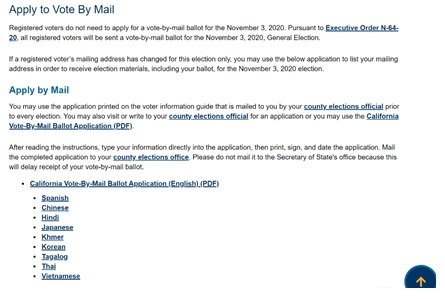 Apply to Vote By Mail
Registered voters do not need to apply for a vote-by-mail ballot for the November 3, 2020. Pursuant to Executive Order N-64-
20, all registered voters will be sent a vote-by-mail ballot for the November 3, 2020, General Election.
If a registered voter's mailing address has changed for this election only, you may use the below application to list your mailing
address in order to receive election materials, including your ballot, for the November 3, 2020 election.
Apply by Mail
You may use the application printed on the voter information guide that is mailed to you by your county elections official prior
to every election. You may also visit or write to your county elections official for an application or you may use the California
Vote-By-Mail Ballot Application (PDF).
After reading the instructions, type your information directly into the application, then print, sign, and date the application. Mail
the completed application to your county elections office. Please do not mail it to the Secretary of State's office because this
will delay receipt of your vote-by-mail ballot.
California Vote-By-Mail Ballot Application (English) (PDF)
Spanish
Chinese
Hindi
Japanese
Khmer
Korean
Tagalog
Thai
Vietnamese